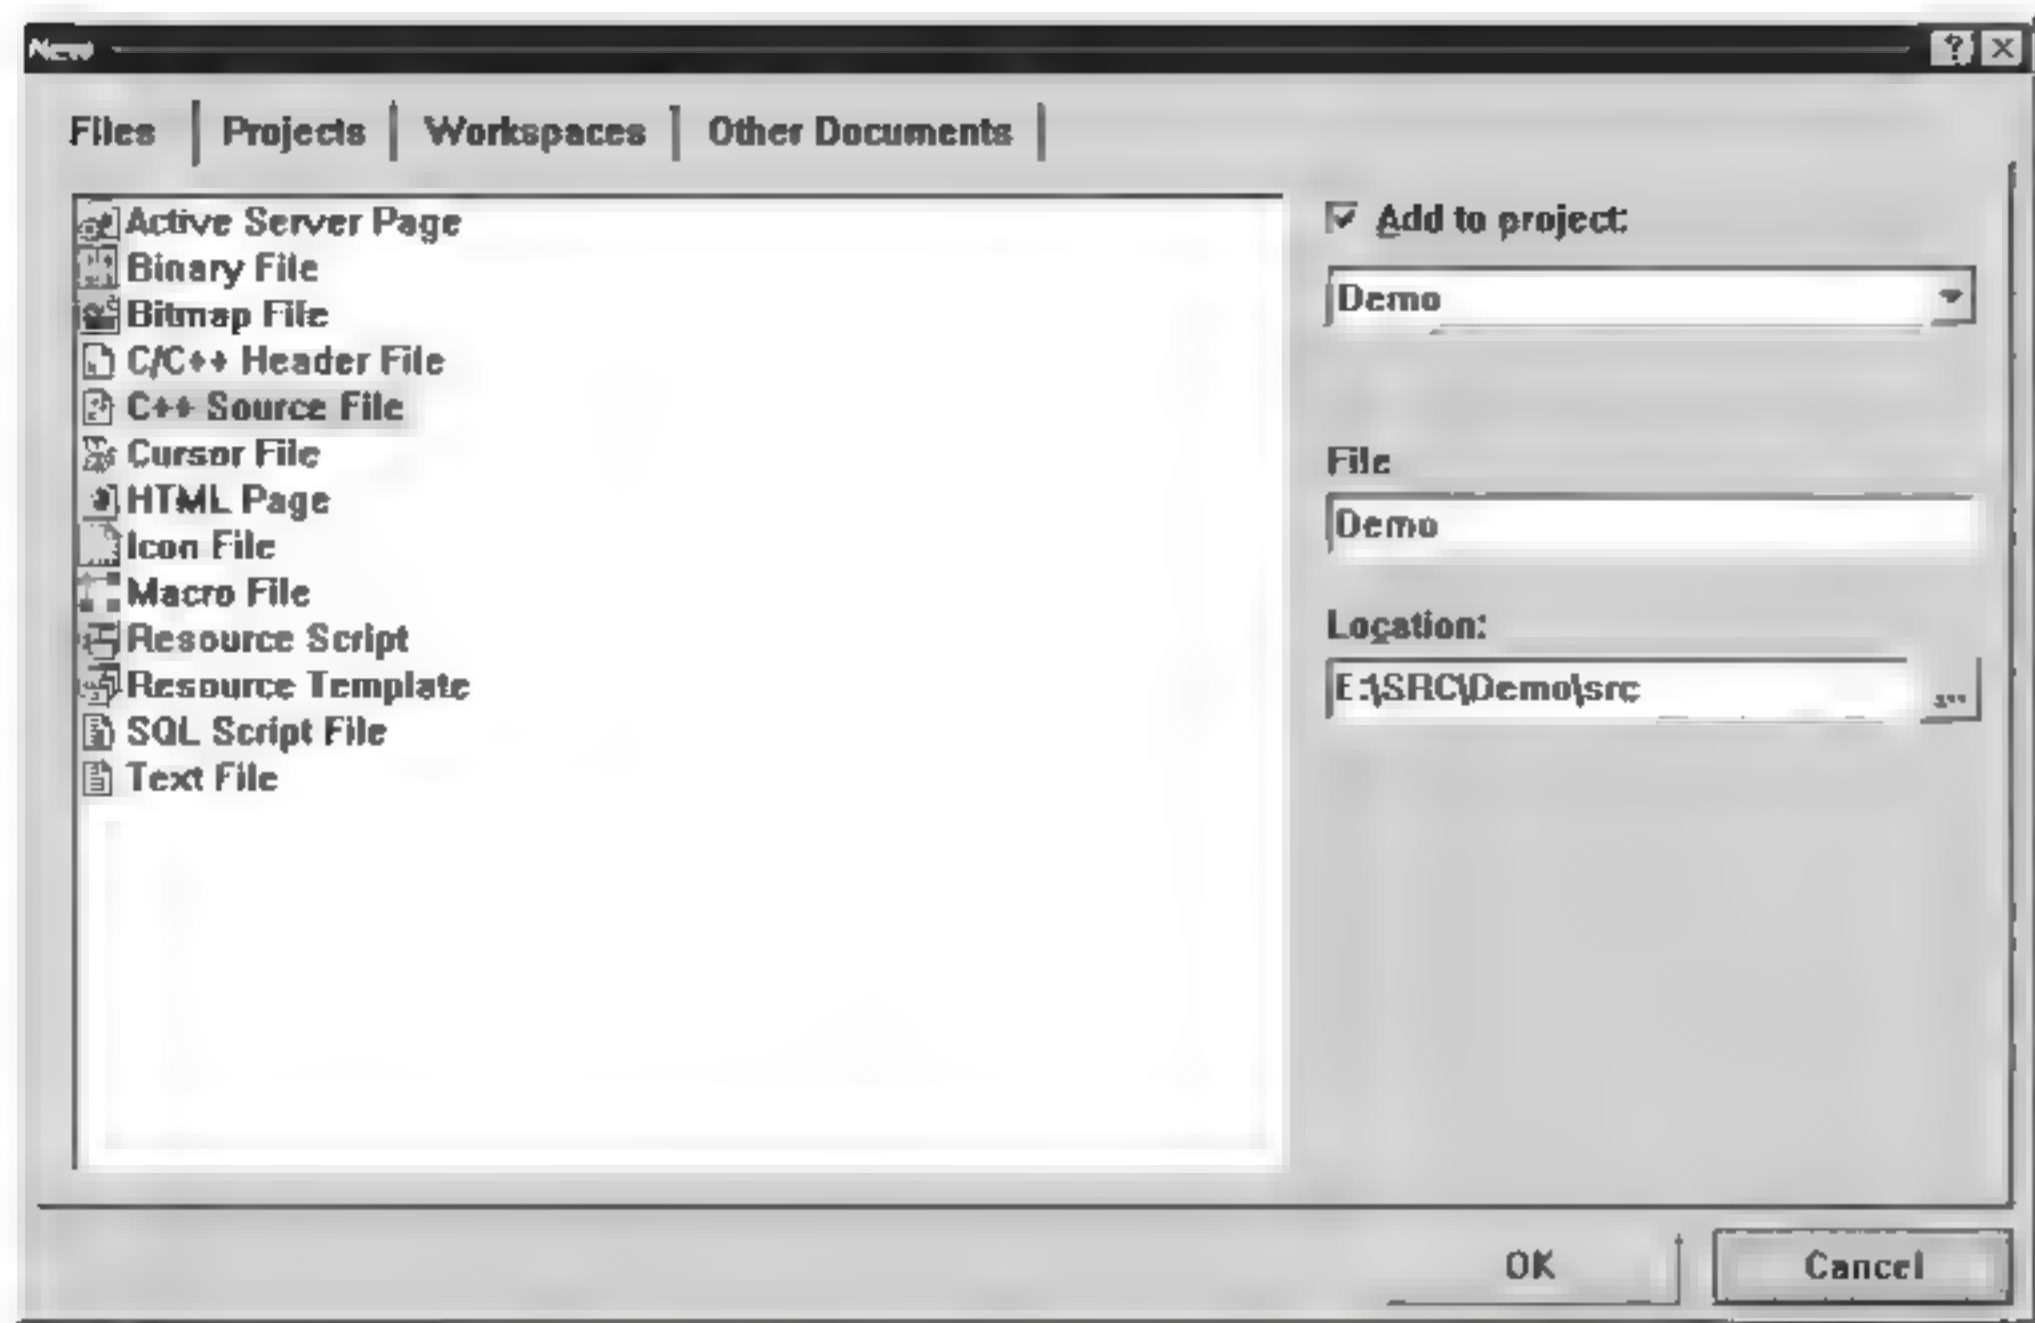 New
Files Projects Workspaces Other Documents
Active Server Page
Binary File
Bitmap File
C/C++ Header File
C++ Source File
Cursor File
HTML Page
Icon File
Macro File
Resource Script
Resource Template
SQL Script File
Text File
Add to project:
Demo
File
Demo
Location:
E:\SRC\Demo\src
...
OK Cancel